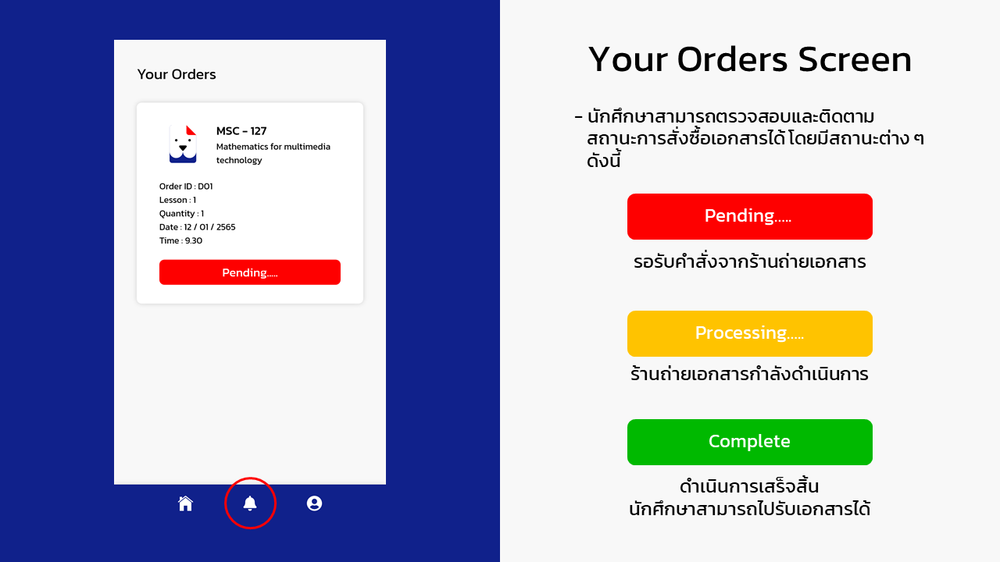 Your Orders
MSC - 127
Mathematics for multimedia
technology
Order ID : D01
Lesson : 1
Quantity : 1
Date : 12 / 01 / 2565
Time : 9.30
Pending.....
Your Orders Screen
- นักศึกษาสามารถตรวจสอบและติดตาม
สถานะการสั่งซื้อเอกสารได้ โดยมีสถานะต่าง ๆ
ดังนี้
Pending.....
รอรับคำสั่งจากร้านถ่ายเอกสาร
Processing.....
ร้านถ่ายเอกสารกำลังดำเนินการ
Complete
ดำเนินการเสร็จสิ้น
นักศึกษาสามารถไปรับเอกสารได้